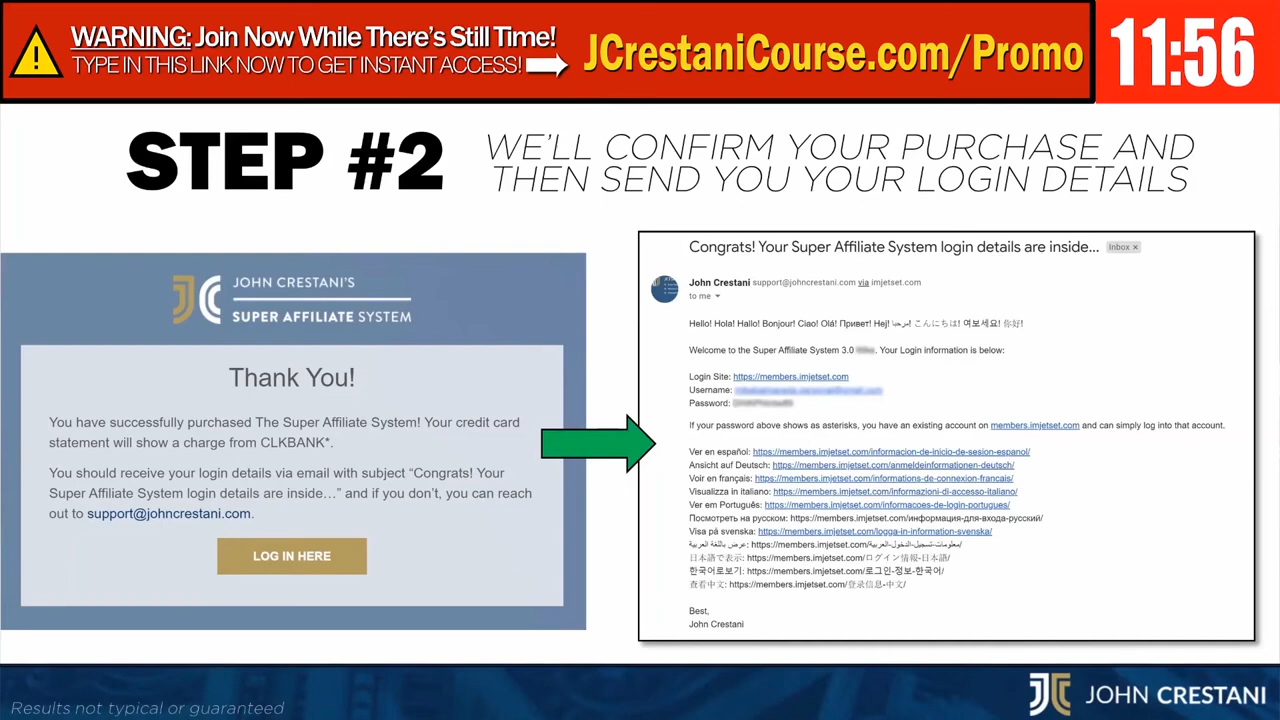 WARNING: Join Now While There's Still Time!
TYPE IN THIS LINK NOW TO GET INSTANT ACCESS!
JCrestaniCourse.com/Promo
11:56
STEP #2
WE'LL CONFIRM YOUR PURCHASE AND
THEN SEND YOU YOUR LOGIN DETAILS
JC
JOHN CRESTANI'S
SUPER AFFILIATE SYSTEM
Thank You!
You have successfully purchased The Super Affiliate System! Your credit card
statement will show a charge from CLKBANK*.
You should receive your login details via email with subject “Congrats! Your
Super Affiliate System login details are inside…” and if you don't, you can reach
out to support@johncrestani.com.
LOG IN HERE
Congrats! Your Super Affiliate System login details are inside... Inbox ×
John Crestani support@johncrestani.com via imjetset.com
to me
Hello! Hola! Hallo! Bonjour! Ciao! Olá! Привет! Hej! مرحبا! こんにちは! 여보세요! 你好!
Welcome to the Super Affiliate System 3.0 . Your Login information is below:
Login Site: https://members.imjetset.com
Username:
Password:
If your password above shows as asterisks, you have an existing account on members.imjetset.com and can simply log into that account.
Ver en español: https://members.imjetset.com/informacion-de-inicio-de-sesion-espanol/
Ansicht auf Deutsch: https://members.imjetset.com/anmeldeinformationen-deutsch/
Voir en français: https://members.imjetset.com/informations-de-connexion-francais/
Visualizza in italiano: https://members.imjetset.com/informazioni-di-accesso-italiano/
Ver em Português: https://members.imjetset.com/informacoes-de-login-portugues/
Посмотреть на русском: https://members.imjetset.com/информация-для-входа-русский/
Visa på svenska: https://members.imjetset.com/logga-in-information-svenska/
عرض باللغة العربية: https://members.imjetset.com/معلومات-تسجيل-الدخول-العربية/
日本語で表示: https://members.imjetset.com/ログイン情報-日本語/
한국어로보기: https://members.imjetset.com/로그인-정보-한국어/
查看中文: https://members.imjetset.com/登录信息-中文/
Best,
John Crestani
Results not typical or guaranteed
JC JOHN CRESTANI